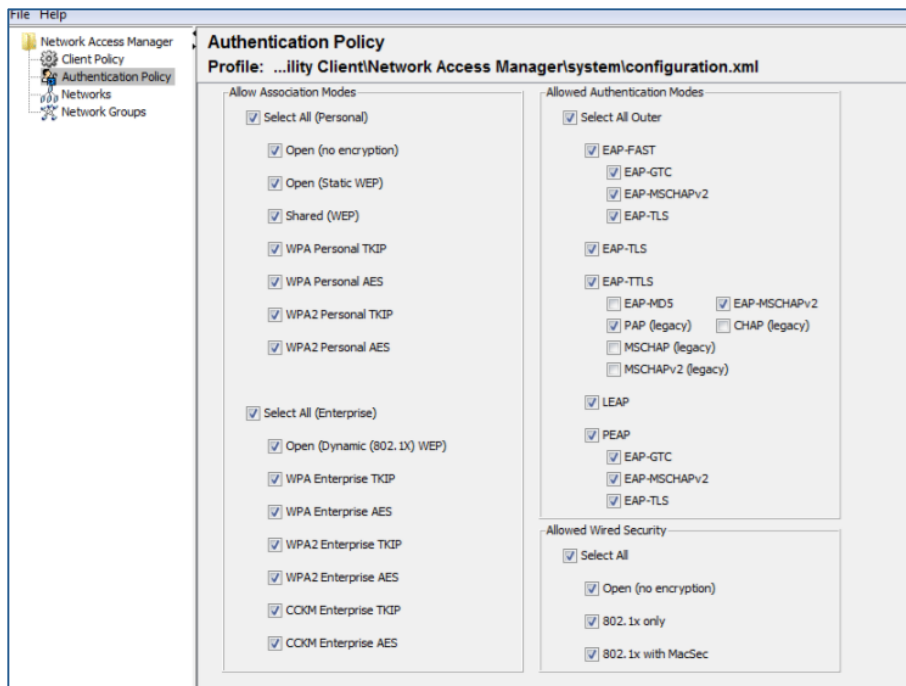 File Help
Network Access Manager
Client Policy
Authentication Policy
Networks
Network Groups
Authentication Policy
Profile: ...ility Client\Network Access Manager\system\configuration.xml
Allow Association Modes
Select All (Personal)
Open (no encryption)
Open (Static WEP)
Shared (WEP)
WPA Personal TKIP
WPA Personal AES
WPA2 Personal TKIP
WPA2 Personal AES
Select All (Enterprise)
Open (Dynamic (802.1X) WEP)
WPA Enterprise TKIP
WPA Enterprise AES
WPA2 Enterprise TKIP
WPA2 Enterprise AES
CCKM Enterprise TKIP
CCKM Enterprise AES
Allowed Authentication Modes
Select All Outer
EAP-FAST
EAP-GTC
EAP-MSCHAPv2
EAP-TLS
EAP-TLS
EAP-TTLS
EAP-MD5 EAP-MSCHAPv2
PAP (legacy) CHAP (legacy)
MSCHAP (legacy)
MSCHAPv2 (legacy)
LEAP
PEAP
EAP-GTC
EAP-MSCHAPv2
EAP-TLS
Allowed Wired Security
Select All
Open (no encryption)
802.1x only
802.1x with MacSec